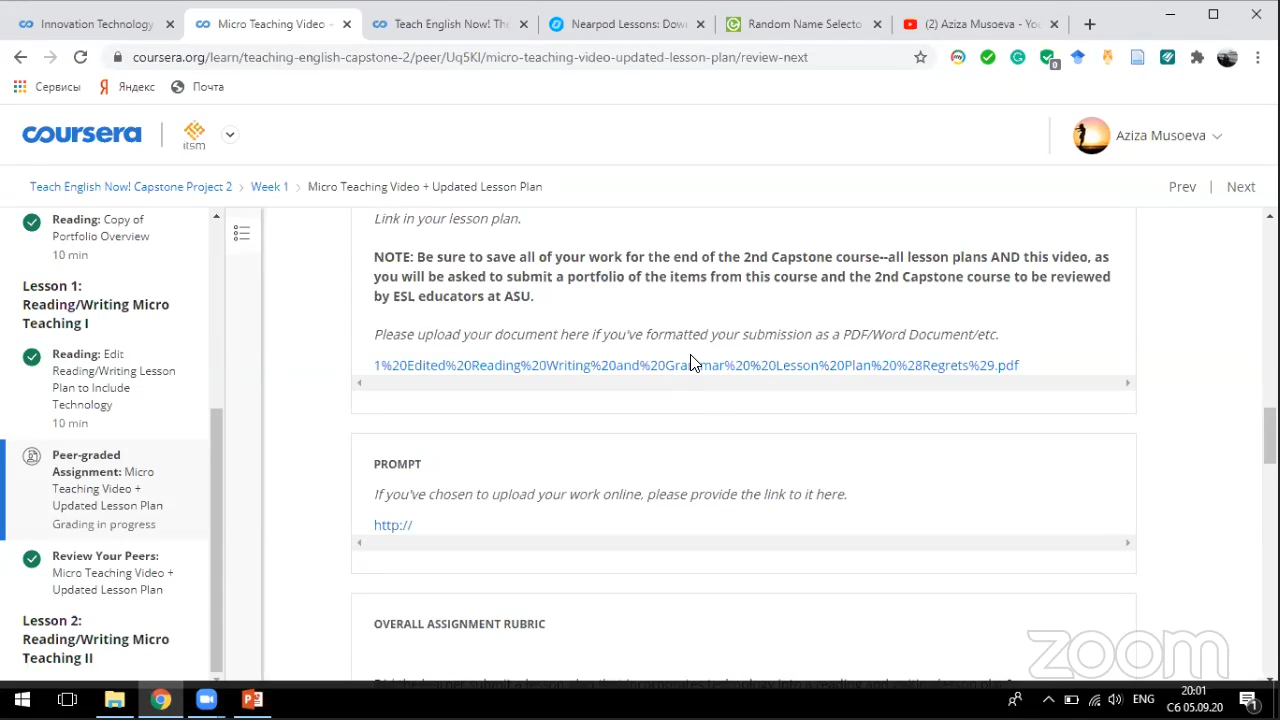 Innovation Technology
Micro Teaching Video
Teach English Now! The
Nearpod Lessons: Dow
Random Name Selecto
(2) Aziza Musoeva - You
coursera.org/learn/teaching-english-capstone-2/peer/Uq5KI/micro-teaching-video-updated-lesson-plan/review-next
Сервисы
Яндекс
Почта
coursera
itsm
Aziza Musoeva
Teach English Now! Capstone Project 2 > Week 1 > Micro Teaching Video + Updated Lesson Plan
Prev | Next
Reading: Copy of
Portfolio Overview
10 min
Lesson 1:
Reading/Writing Micro
Teaching I
Reading: Edit
Reading/Writing Lesson
Plan to Include
Technology
10 min
Peer-graded
Assignment: Micro
Teaching Video +
Updated Lesson Plan
Grading in progress
Review Your Peers:
Micro Teaching Video +
Updated Lesson Plan
Lesson 2:
Reading/Writing Micro
Teaching II
Link in your lesson plan.
NOTE: Be sure to save all of your work for the end of the 2nd Capstone course--all lesson plans AND this video, as
you will be asked to submit a portfolio of the items from this course and the 2nd Capstone course to be reviewed
by ESL educators at ASU.
Please upload your document here if you've formatted your submission as a PDF/Word Document/etc.
1%20Edited%20Reading%20Writing%20and%20Grammar%20%20Lesson%20Plan%20%28Regrets%29.pdf
PROMPT
If you've chosen to upload your work online, please provide the link to it here.
http://
OVERALL ASSIGNMENT RUBRIC
zoom
ENG
20:01
Сб 05.09.20